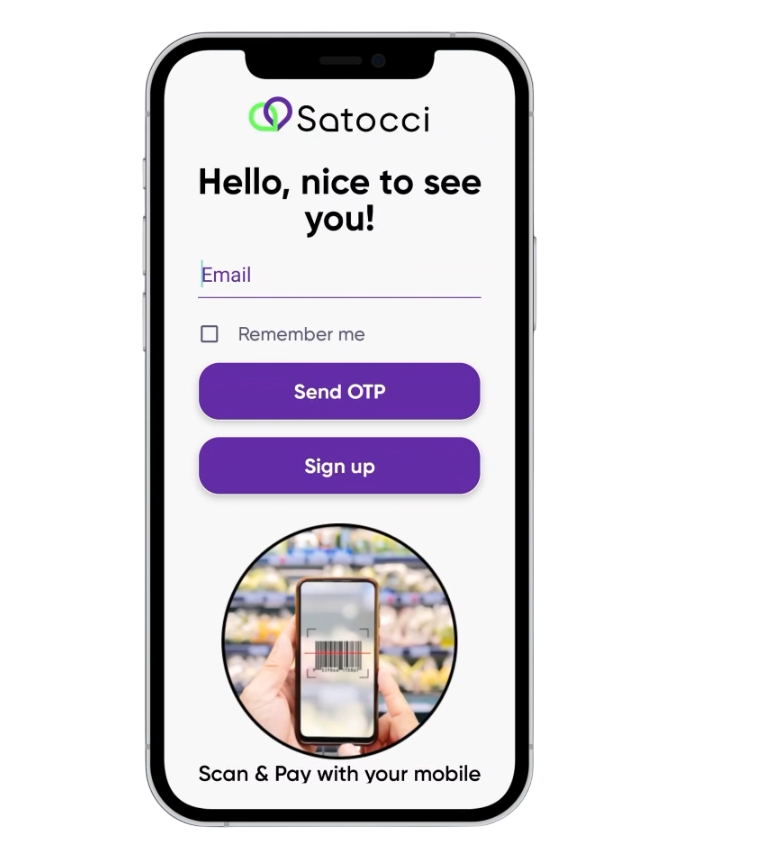 Satocci
Hello, nice to see
you!
Email
Remember me
Send OTP
Sign up
Scan & Pay with your mobile